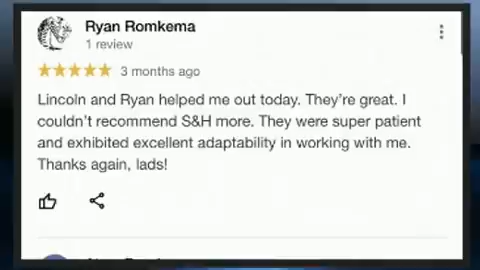 Ryan Romkema
1 review
3 months ago
Lincoln and Ryan helped me out today. They're great. I
couldn't recommend S&H more. They were super patient
and exhibited excellent adaptability in working with me.
Thanks again, lads!